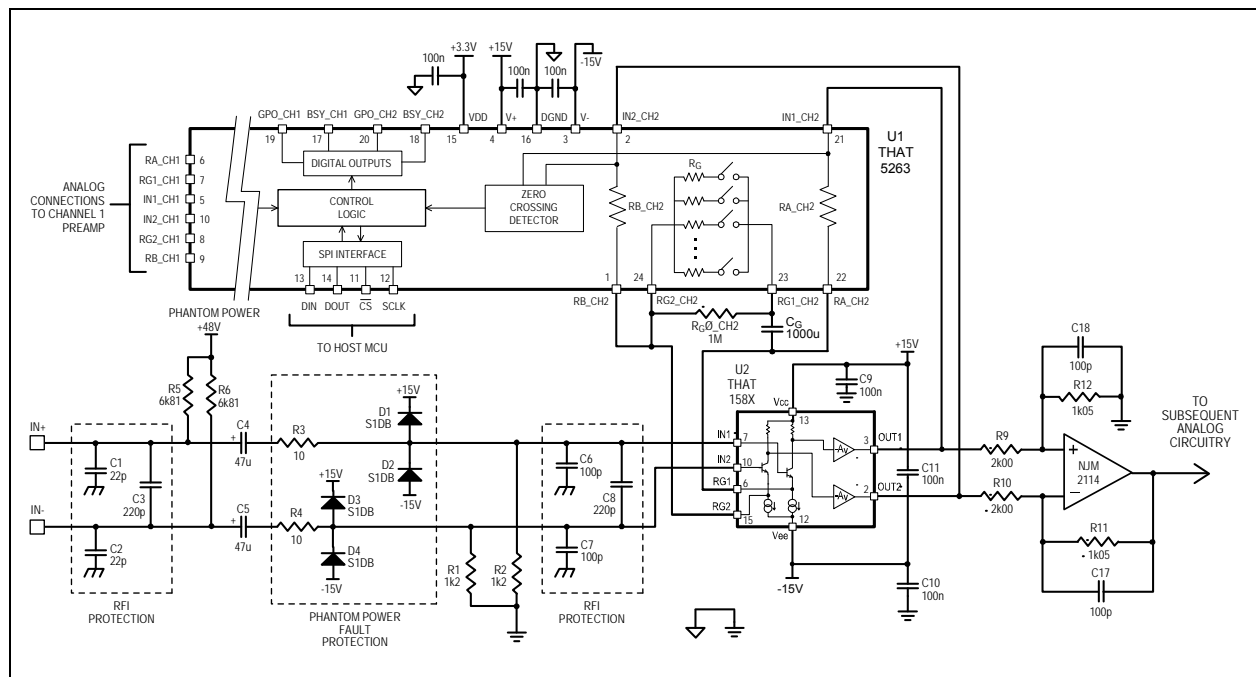 +3.3V
+15V
-15V
100n
100n
100n
GPO_CH1
BSY_CH1
GPO_CH2
BSY_CH2
VDD
V+
DGND
V-
IN2_CH2
IN1_CH2
19
17
20
18
15
4
16
3
2
21
U1
THAT
5263
ANALOG
CONNECTIONS
TO CHANNEL 1
PREAMP
RA_CH1
6
RG1_CH1
7
IN1_CH1
5
IN2_CH1
10
RG2_CH1
8
RB_CH1
9
DIGITAL OUTPUTS
CONTROL
LOGIC
SPI INTERFACE
ZERO
CROSSING
DETECTOR
RB_CH2
RG
RA_CH2
13
14
11
12
1
24
23
22
DIN
DOUT
CS
SCLK
RB_CH2
RG2_CH2
RG1_CH2
RA_CH2
TO HOST MCU
RGØ_CH2
1M
CG
1000u
PHANTOM POWER
+48V
R5
6k81
R6
6k81
IN+
IN-
C1
22p
C2
22p
C3
220p
RFI
PROTECTION
C4
47u
C5
47u
+
+
R3
10
R4
10
+15V
D1
S1DB
D2
S1DB
-15V
+15V
D3
S1DB
D4
S1DB
-15V
PHANTOM POWER
FAULT
PROTECTION
R1
1k2
R2
1k2
C6
100p
C7
100p
C8
220p
RFI
PROTECTION
U2
THAT
158X
Vcc
13
IN1
7
IN2
10
RG1
6
RG2
15
-Av
-Av
3
OUT1
2
OUT2
12
Vee
-15V
+15V
C9
100n
C11
100n
C10
100n
R9
2k00
R10
2k00
C18
100p
R12
1k05
+
−
NJM
2114
R11
1k05
C17
100p
TO
SUBSEQUENT
ANALOG
CIRCUITRY